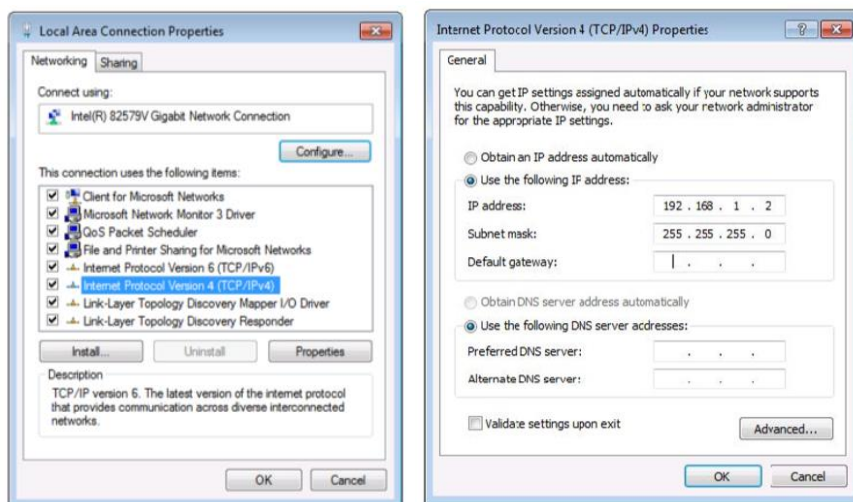 Local Area Connection Properties
Networking
Sharing
Connect using:
Intel(R) 82579V Gigabit Network Connection
Configure...
This connection uses the following items:
Client for Microsoft Networks
Microsoft Network Monitor 3 Driver
QoS Packet Scheduler
File and Printer Sharing for Microsoft Networks
Internet Protocol Version 6 (TCP/IPv6)
Internet Protocol Version 4 (TCP/IPv4)
Link-Layer Topology Discovery Mapper I/O Driver
Link-Layer Topology Discovery Responder
Install...
Uninstall
Properties
Description
TCP/IP version 6. The latest version of the internet protocol
that provides communication across diverse interconnected
networks.
OK
Cancel
Internet Protocol Version 4 (TCP/IPv4) Properties
General
You can get IP settings assigned automatically if your network supports
this capability. Otherwise, you need to ask your network administrator
for the appropriate IP settings.
Obtain an IP address automatically
Use the following IP address:
IP address: 192 . 168 . 1 . 2
Subnet mask: 255 . 255 . 255 . 0
Default gateway: . . .
Obtain DNS server address automatically
Use the following DNS server addresses:
Preferred DNS server: . . .
Alternate DNS server: . . .
Validate settings upon exit
Advanced...
OK
Cancel